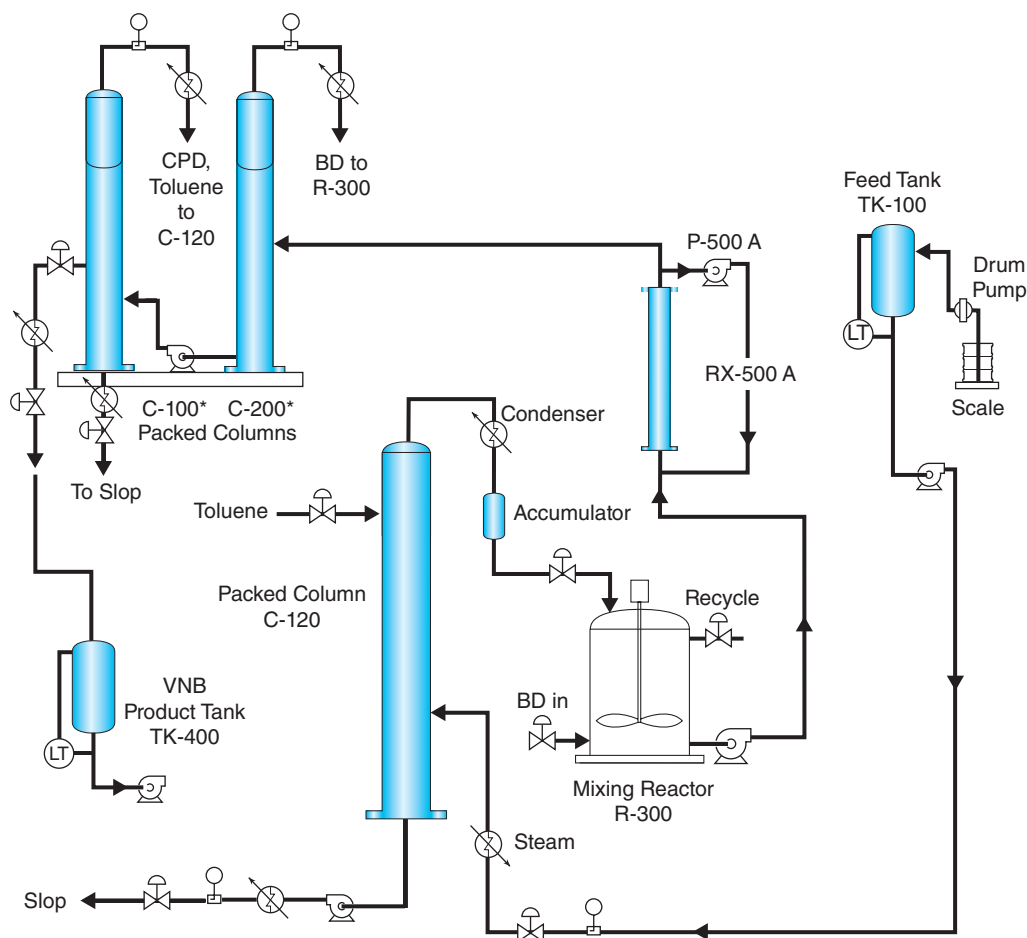 CPD,
Toluene
to
C-120
BD to
R-300
Feed Tank
TK-100
P-500 A
Drum
Pump
LT
RX-500 A
Scale
C-100* C-200*
Packed Columns
Condenser
To Slop
Toluene
Accumulator
Packed Column
C-120
Recycle
VNB
Product Tank
TK-400
BD in
LT
Mixing Reactor
R-300
Steam
Slop